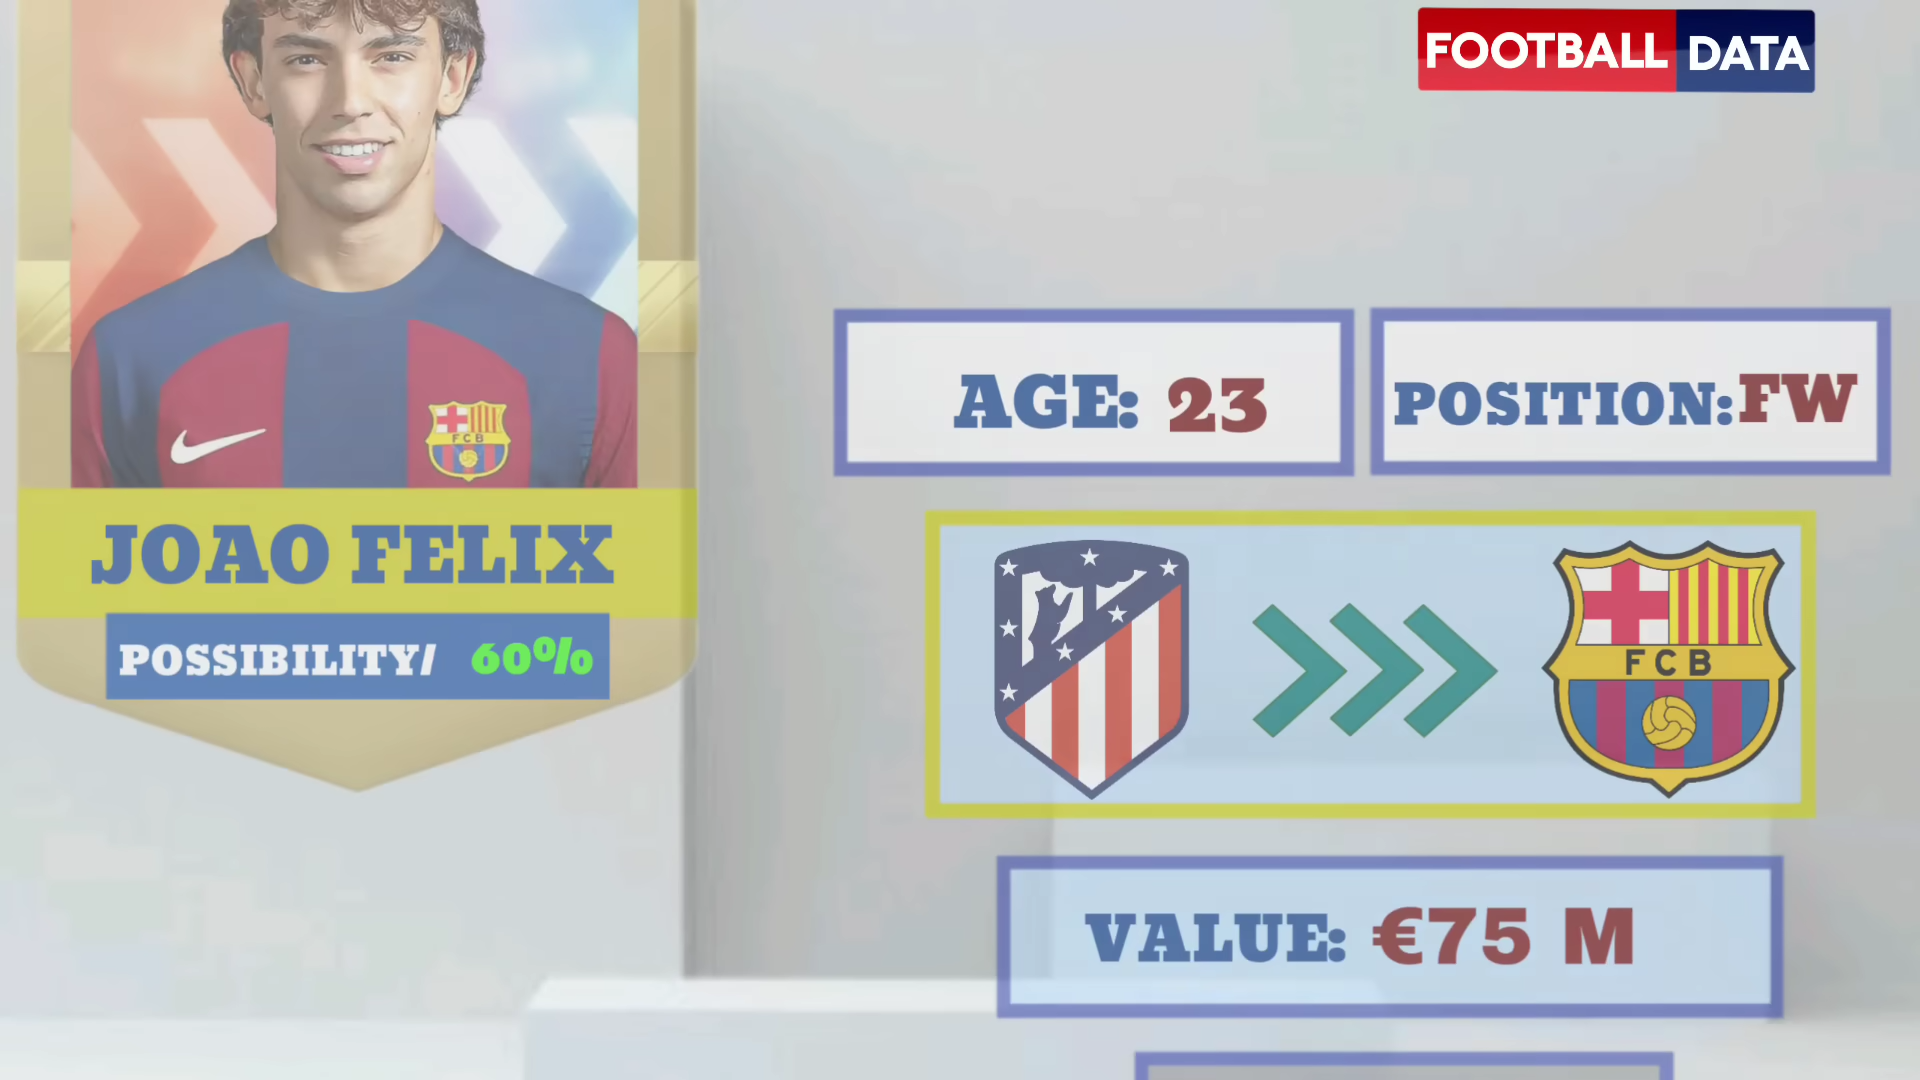 FOOTBALL DATA
AGE: 23
POSITION:FW
FCB
JOAO FELIX
POSSIBILITY/ 60%
FCB
VALUE: €75 M